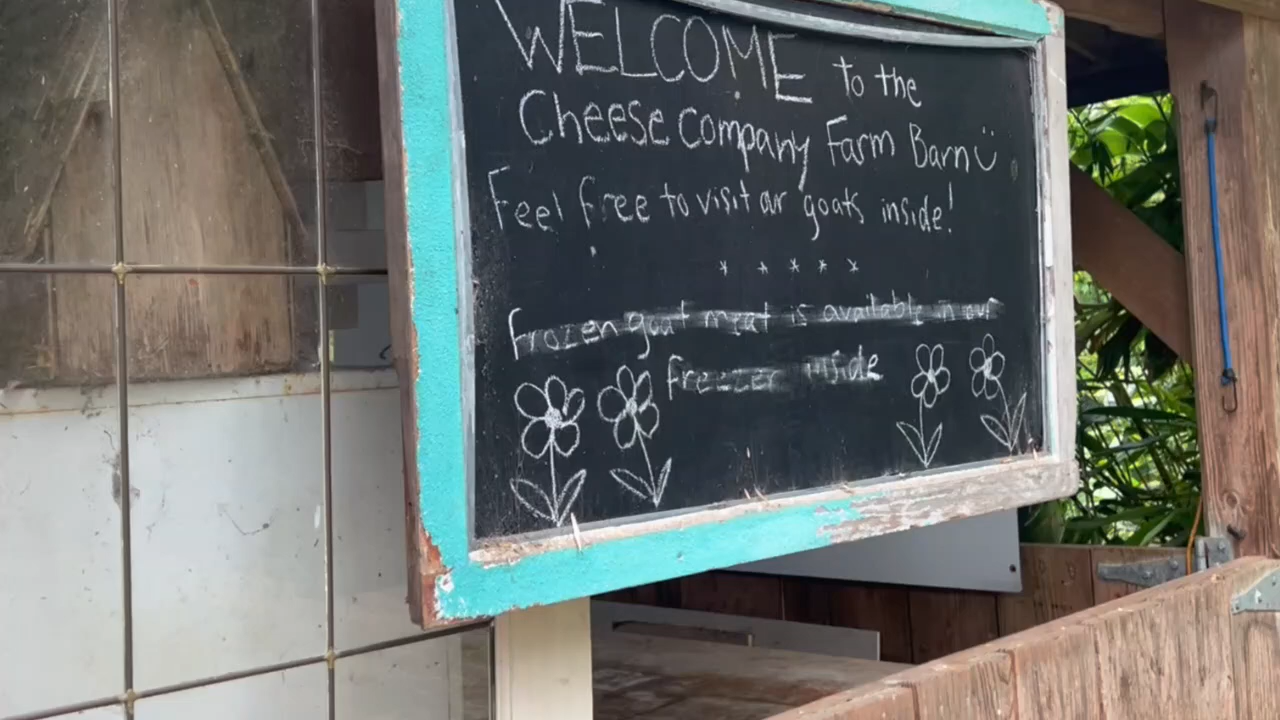 WELCOME to the
Cheese company Farm Barn
Feel free to visit our goats inside!
* * * * *
frozen goat meat is available in our
freezer inside